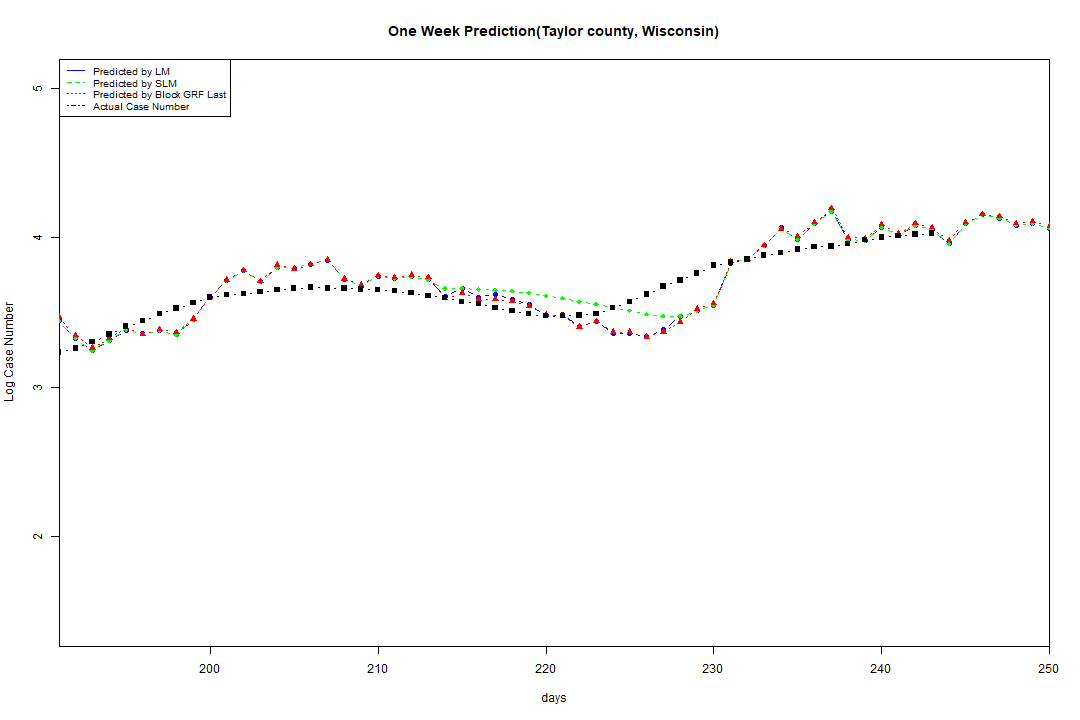 One Week Prediction(Taylor county, Wisconsin)
Predicted by LM
Predicted by SLM
Predicted by Block GRF Last
Actual Case Number
5
4
3
2
Log Case Number
200 210 220 230 240 250
days